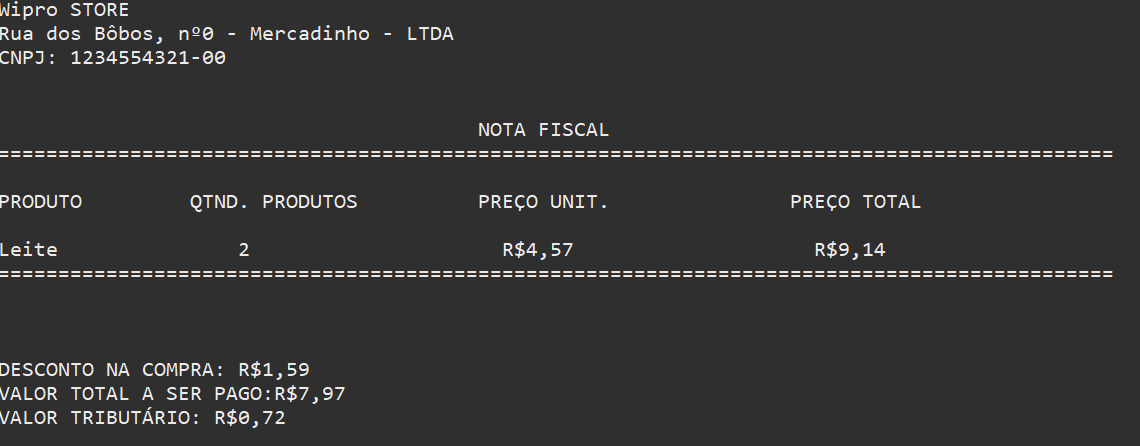 Wipro STORE
Rua dos Bôbos, nº0 - Mercadinho - LTDA
CNPJ: 1234554321-00
NOTA FISCAL
=============================================================================================
PRODUTO QTND. PRODUTOS PREÇO UNIT. PREÇO TOTAL
Leite 2 R$4,57 R$9,14
=============================================================================================
DESCONTO NA COMPRA: R$1,59
VALOR TOTAL A SER PAGO:R$7,97
VALOR TRIBUTÁRIO: R$0,72